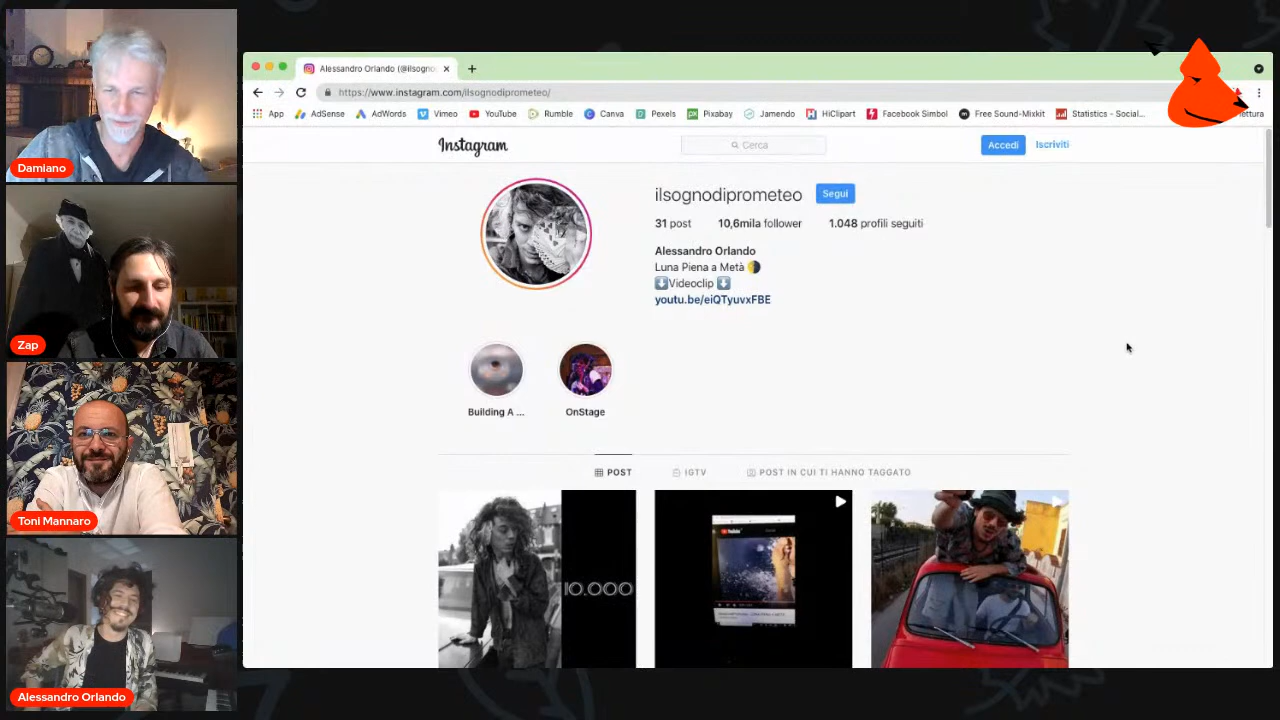 Damiano
Zap
Toni Mannaro
Alessandro Orlando
Alessandro Orlando (@ilsogno
https://www.instagram.com/ilsognodiprometeo/
App
AdSense
AdWords
Vimeo
YouTube
Rumble
Canva
Pexels
Pixabay
Jamendo
HiClipart
Facebook Simbol
Free Sound-Mixkit
Statistics - Social...
Instagram
Cerca
Accedi
Iscriviti
ilsognodiprometeo
Segui
31 post
10,6mila follower
1.048 profili seguiti
Alessandro Orlando
Luna Piena a Metà 🌗
⬇️Videoclip ⬇️
youtu.be/eiQTyuvxFBE
Building A ...
OnStage
POST
IGTV
POST IN CUI TI HANNO TAGGATO
10.000
YouTube